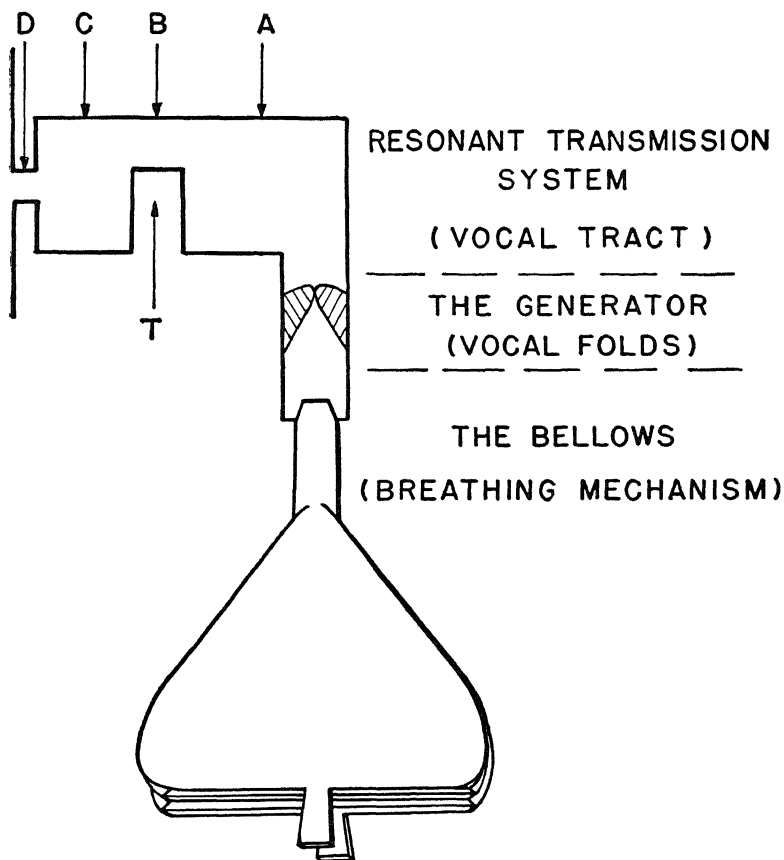 D C B A
RESONANT TRANSMISSION
SYSTEM
(VOCAL TRACT)
THE GENERATOR
(VOCAL FOLDS)
T
THE BELLOWS
(BREATHING MECHANISM)